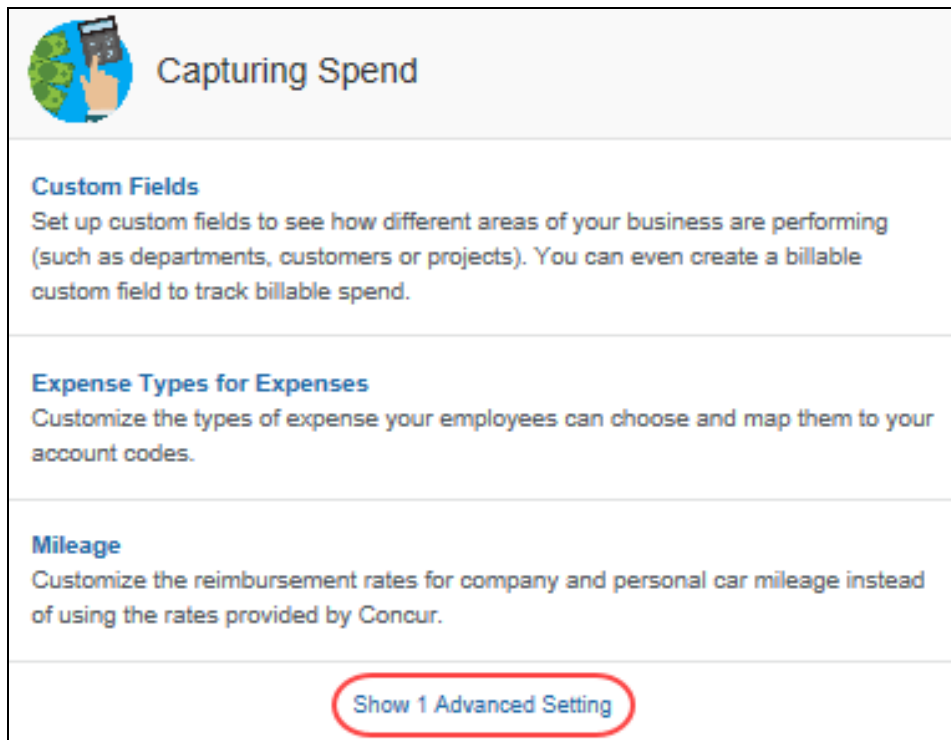 Capturing Spend
Custom Fields
Set up custom fields to see how different areas of your business are performing
(such as departments, customers or projects). You can even create a billable
custom field to track billable spend.
Expense Types for Expenses
Customize the types of expense your employees can choose and map them to your
account codes.
Mileage
Customize the reimbursement rates for company and personal car mileage instead
of using the rates provided by Concur.
Show 1 Advanced Setting